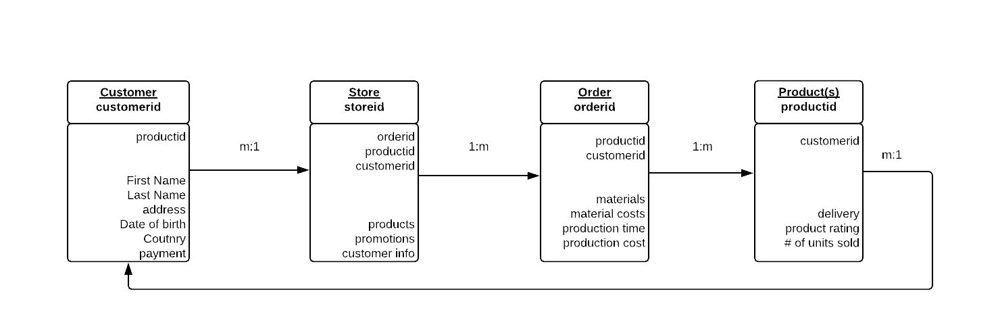 Customer
customerid
productid
First Name
Last Name
address
Date of birth
Coutnry
payment
m:1
Store
storeid
orderid
productid
customerid
products
promotions
customer info
1:m
Order
orderid
productid
customerid
materials
material costs
production time
production cost
1:m
Product(s)
productid
customerid
delivery
product rating
# of units sold
m:1